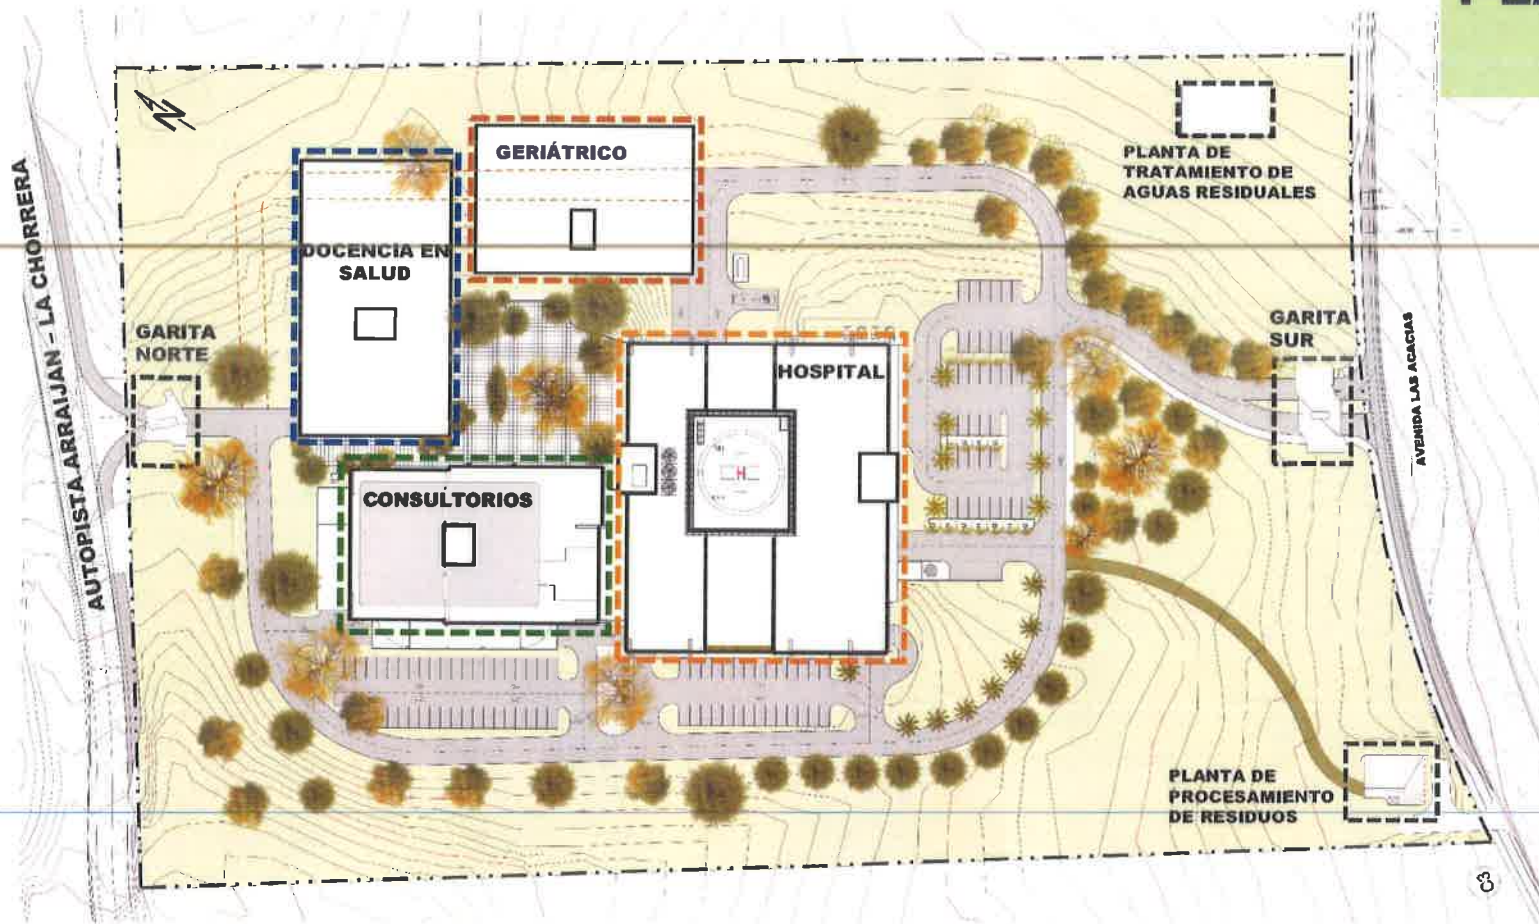 N
GERIÁTRICO
PLANTA DE
TRATAMIENTO DE
AGUAS RESIDUALES
DOCENCIA EN
SALUD
GARITA
NORTE
GARITA
SUR
AUTOPISTA ARRAIJAN - LA CHORRERA
AVENIDA LAS ACACIAS
HOSPITAL
H
CONSULTORIOS
PLANTA DE
PROCESAMIENTO
DE RESIDUOS
C3